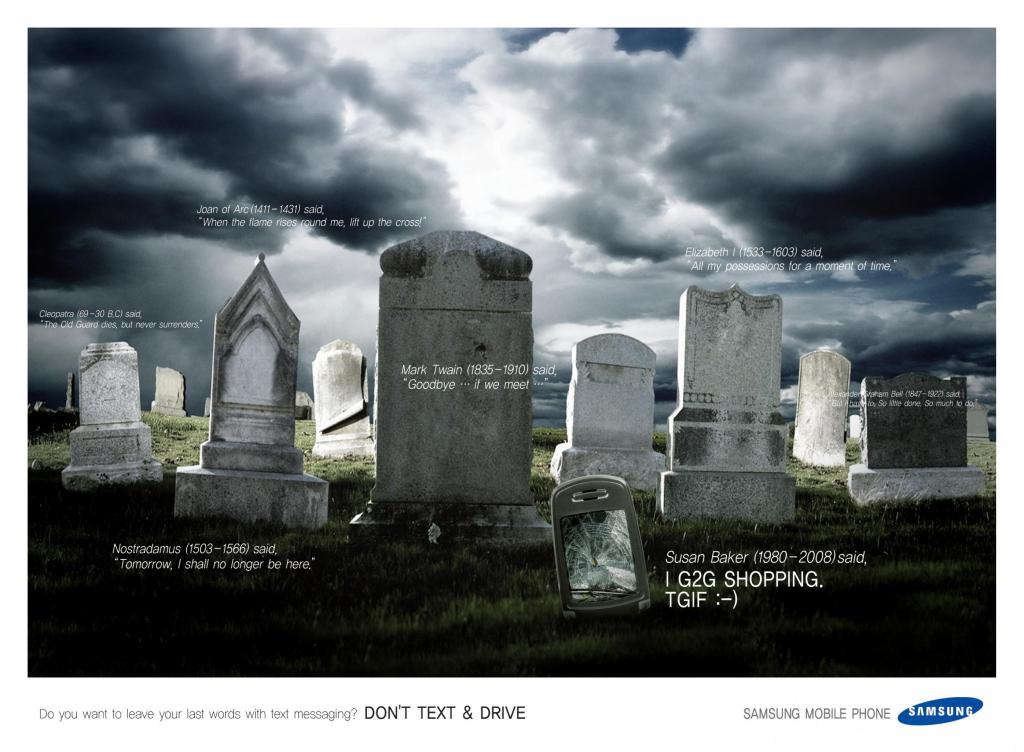 Joan of Arc (1411-1431) said,
"When the flame rises round me, lift up the cross!"
Elizabeth I (1533-1603) said,
"All my possessions for a moment of time."
Cleopatra (69-30 B.C) said,
"The Old Guard dies, but never surrenders."
Mark Twain (1835-1910) said,
"Goodbye ··· if we meet ···"
Graham Bell (1847-1922) said,
So little done. So much to do."
Nostradamus (1503-1566) said,
"Tomorrow, I shall no longer be here."
Susan Baker (1980-2008) said,
I G2G SHOPPING.
TGIF :-)
Do you want to leave your last words with text messaging? DON'T TEXT & DRIVE
SAMSUNG MOBILE PHONE SAMSUNG